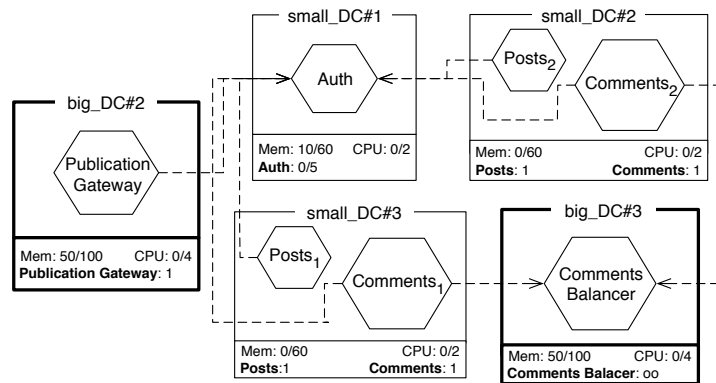 small_DC#1
Auth
Mem: 10/60 CPU: 0/2
Auth: 0/5
small_DC#2
Posts2
Comments2
Mem: 0/60 CPU: 0/2
Posts: 1 Comments: 1
big_DC#2
Publication
Gateway
Mem: 50/100 CPU: 0/4
Publication Gateway: 1
small_DC#3
Posts1
Comments1
Mem: 0/60 CPU: 0/2
Posts:1 Comments: 1
big_DC#3
Comments
Balancer
Mem: 50/100 CPU: 0/4
Comments Balacer: oo